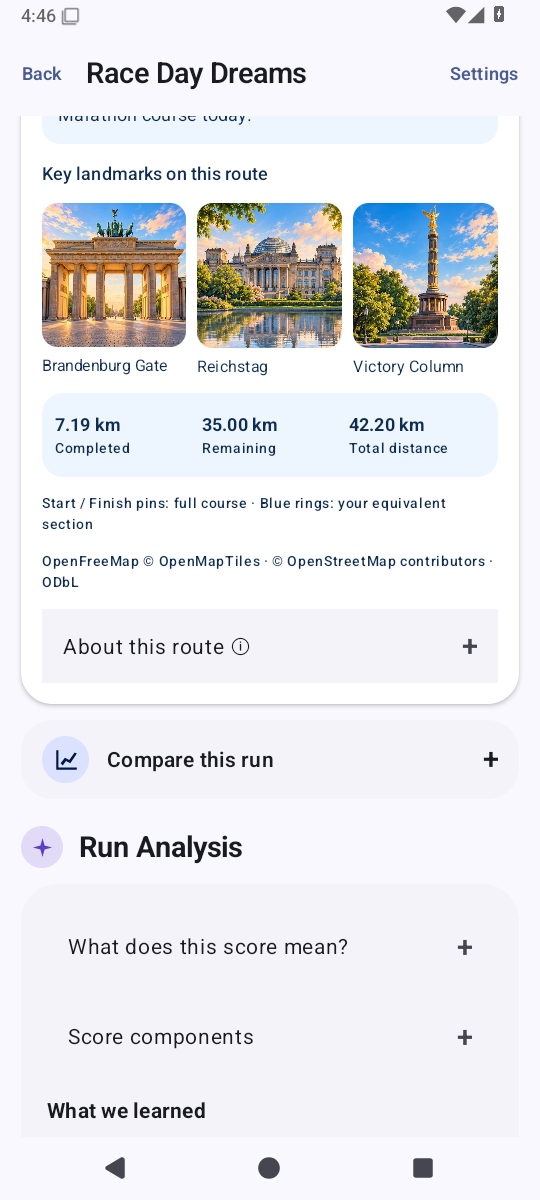 4:46
Back
Race Day Dreams
Settings
Marathon course today.
Key landmarks on this route
Brandenburg Gate
Reichstag
Victory Column
7.19 km
35.00 km
42.20 km
Completed
Remaining
Total distance
Start / Finish pins: full course · Blue rings: your equivalent
section
OpenFreeMap © OpenMapTiles · © OpenStreetMap contributors ·
ODbL
About this route ⓘ
+
Compare this run
+
Run Analysis
What does this score mean?
+
Score components
+
What we learned